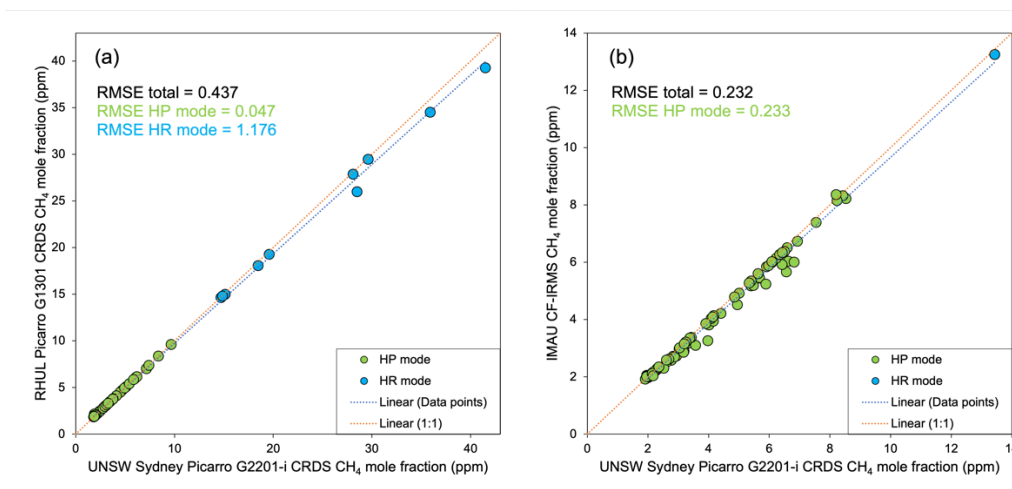 (a)
RMSE total = 0.437
RMSE HP mode = 0.047
RMSE HR mode = 1.176
40
35
30
25
20
15
10
5
0
0
10
20
30
40
RHUL Picarro G1301 CRDS CH₄ mole fraction (ppm)
UNSW Sydney Picarro G2201-i CRDS CH₄ mole fraction (ppm)
HP mode
HR mode
Linear (Data points)
Linear (1:1)
(b)
RMSE total = 0.232
RMSE HP mode = 0.233
14
12
10
8
6
4
2
0
0
2
4
6
8
10
12
14
IMAU CF-IRMS CH₄ mole fraction (ppm)
UNSW Sydney Picarro G2201-i CRDS CH₄ mole fraction (ppm)
HP mode
HR mode
Linear (Data points)
Linear (1:1)